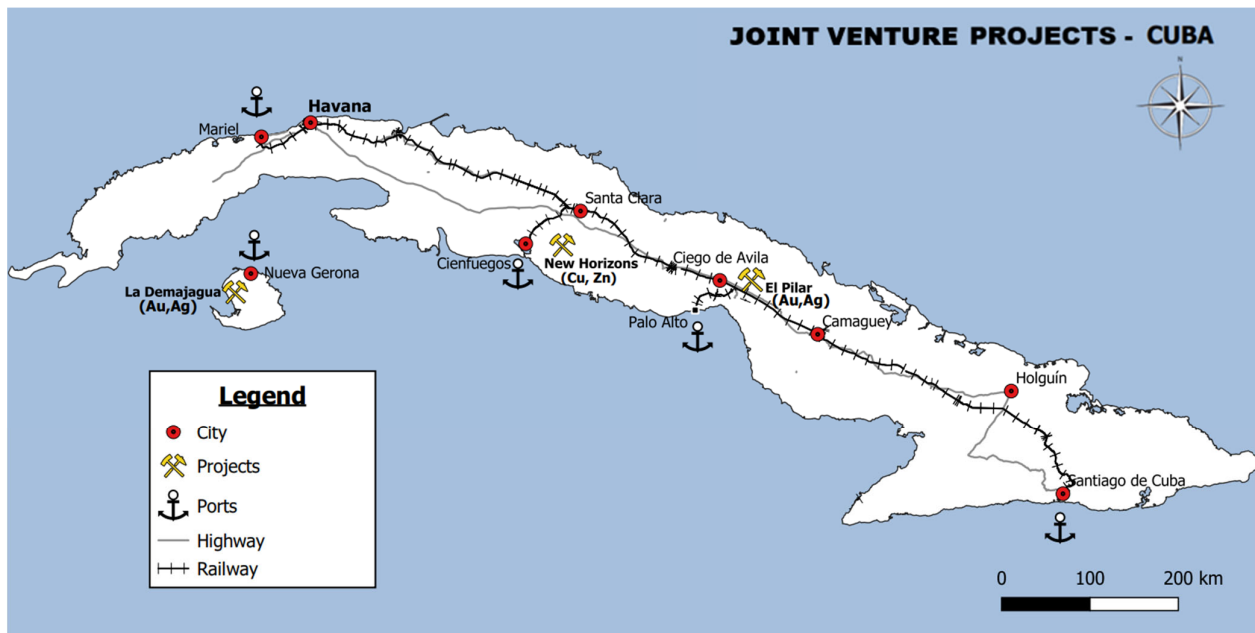 JOINT VENTURE PROJECTS - CUBA
N
Havana
Mariel
Santa Clara
Nueva Gerona
Cienfuegos
New Horizons
(Cu, Zn)
Ciego de Avila
La Demajagua
(Au,Ag)
El Pilar
(Au,Ag)
Palo Alto
Camaguey
Holguín
Santiago de Cuba
Legend
City
Projects
Ports
Highway
Railway
0 100 200 km